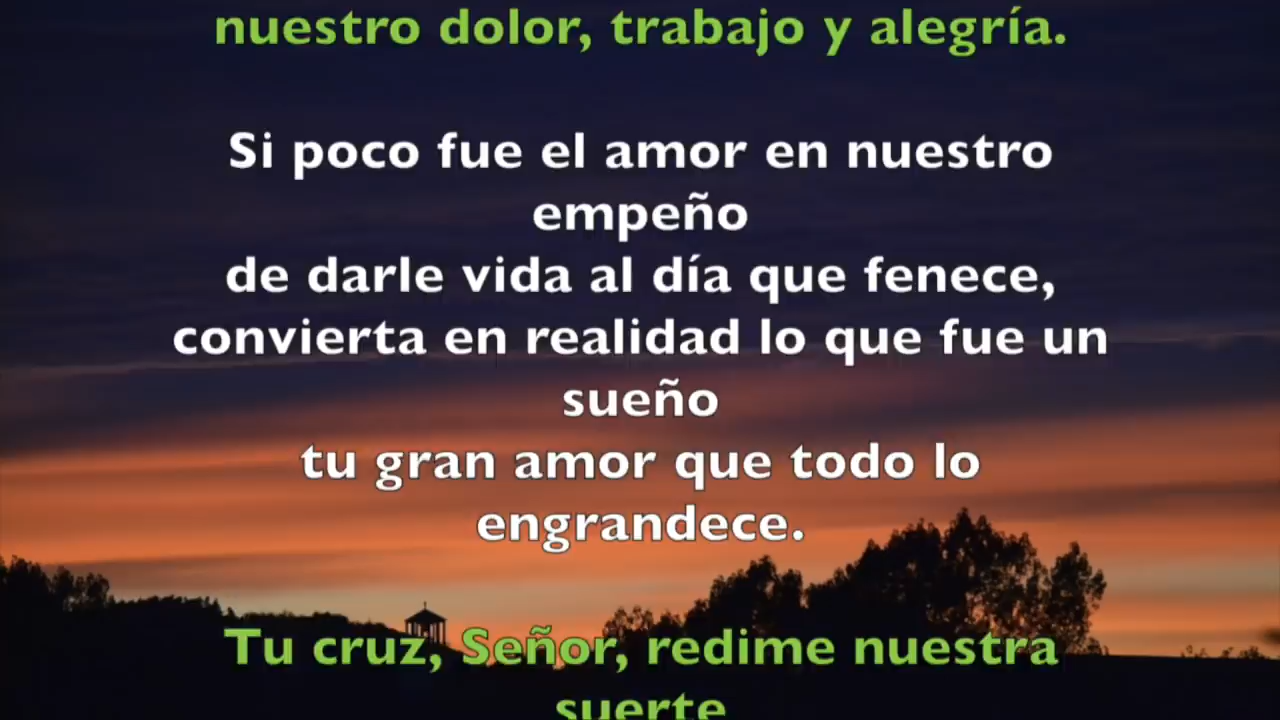 nuestro dolor, trabajo y alegría.
Si poco fue el amor en nuestro
empeño
de darle vida al día que fenece,
convierta en realidad lo que fue un
sueño
tu gran amor que todo lo
engrandece.
Tu cruz, Señor, redime nuestra
suerte